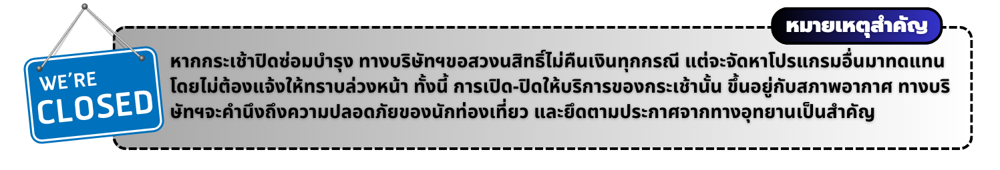 หมายเหตุสำคัญ
WE'RE
CLOSED
หากกระเช้าปิดซ่อมบำรุง ทางบริษัทฯขอสวงนสิทธิ์ไม่คืนเงินทุกกรณี แต่จะจัดหาโปรแกรมอื่นมาทดแทน
โดยไม่ต้องแจ้งให้ทราบล่วงหน้า ทั้งนี้ การเปิด-ปิดให้บริการของกระเช้านั้น ขึ้นอยู่กับสภาพอากาศ ทางบริ
ษัทฯจะคำนึงถึงความปลอดภัยของนักท่องเที่ยว และยึดตามประกาศจากทางอุทยานเป็นสำคัญ